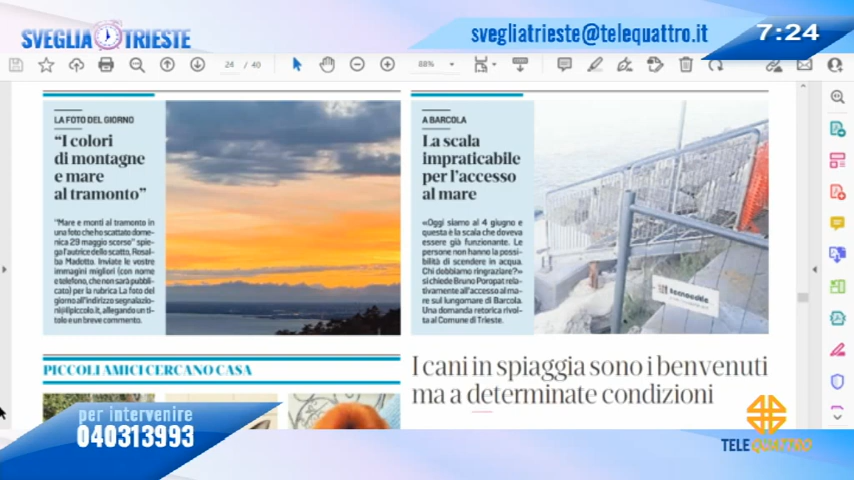 SVEGLIA TRIESTE
svegliatrieste@telequattro.it
7:24
24 / 40
88%
LA FOTO DEL GIORNO
“I colori
di montagne
e mare
al tramonto”
"Mare e monti al tramonto in
una foto che ho scattato dome-
nica 29 maggio scorso" spie-
ga l'autrice dello scatto, Rosal-
ba Madotto. Inviate le vostre
immagini migliori (con nome
e telefono, che non sarà pubbli-
cato) per la rubrica La foto del
giorno all'indirizzo segnalazio-
ni@ilpiccolo.it, allegando un ti-
tolo e un breve commento.
A BARCOLA
La scala
impraticabile
per l’accesso
al mare
«Oggi siamo al 4 giugno e
questa è la scala che doveva
essere già funzionante. Le
persone non hanno la possi-
bilità di scendere in acqua.
Chi dobbiamo ringraziare?»
si chiede Bruno Poropat rela-
tivamente all'accesso al ma-
re sul lungomare di Barcola.
Una domanda retorica rivol-
ta al Comune di Trieste.
PICCOLI AMICI CERCANO CASA
I cani in spiaggia sono i benvenuti
ma a determinate condizioni
per intervenire
040313993
TELEQUATTRO